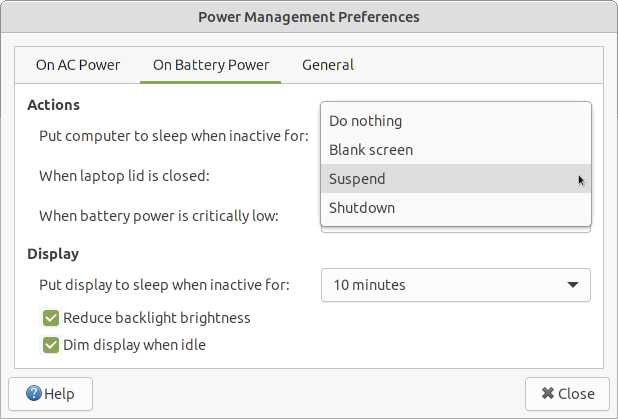 Power Management Preferences
On AC Power On Battery Power General
Actions
Put computer to sleep when inactive for:
Do nothing
Blank screen
When laptop lid is closed:
Suspend
When battery power is critically low:
Shutdown
Display
Put display to sleep when inactive for: 10 minutes
Reduce backlight brightness
Dim display when idle
Help Close